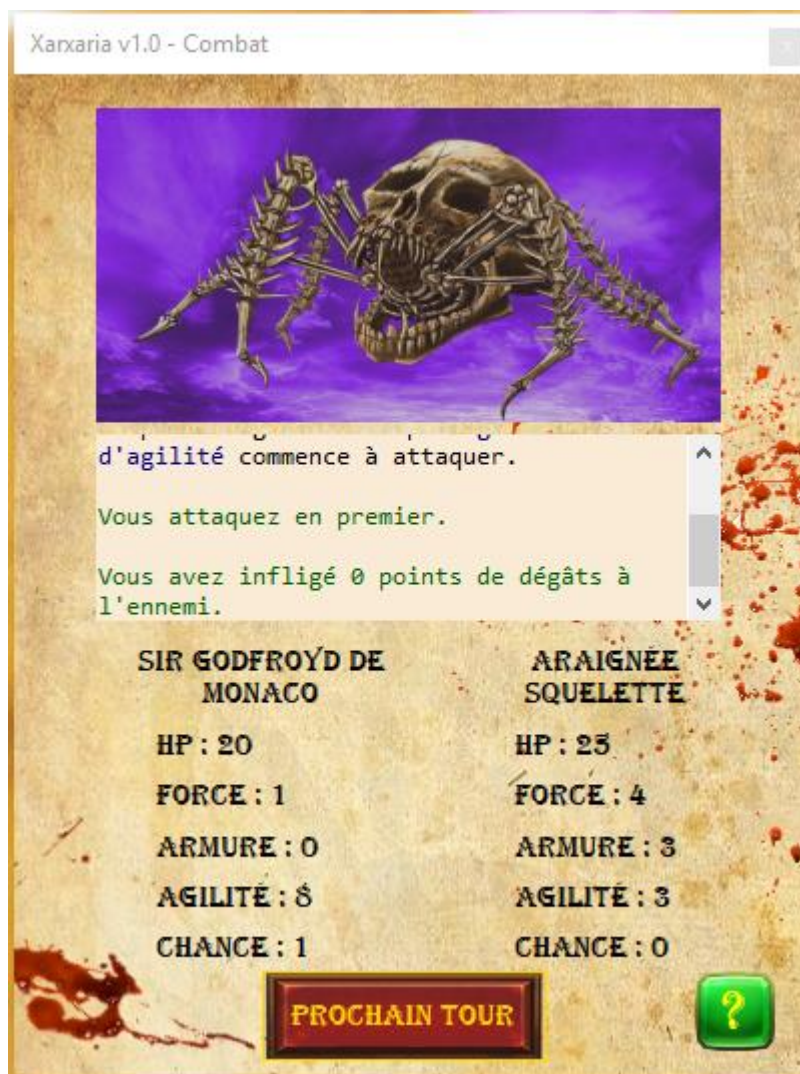 Xarxaria v1.0 - Combat
d'agilité commence à attaquer.
Vous attaquez en premier.
Vous avez infligé 0 points de dégâts à
l'ennemi.
SIR GODFROYD DE
MONACO
ARAIGNÉE
SQUELETTE
HP : 20
HP : 25
FORCE : 1
FORCE : 4
ARMURE : 0
ARMURE : 3
AGILITÉ : 8
AGILITÉ : 3
CHANCE : 1
CHANCE : 0
PROCHAIN TOUR
?